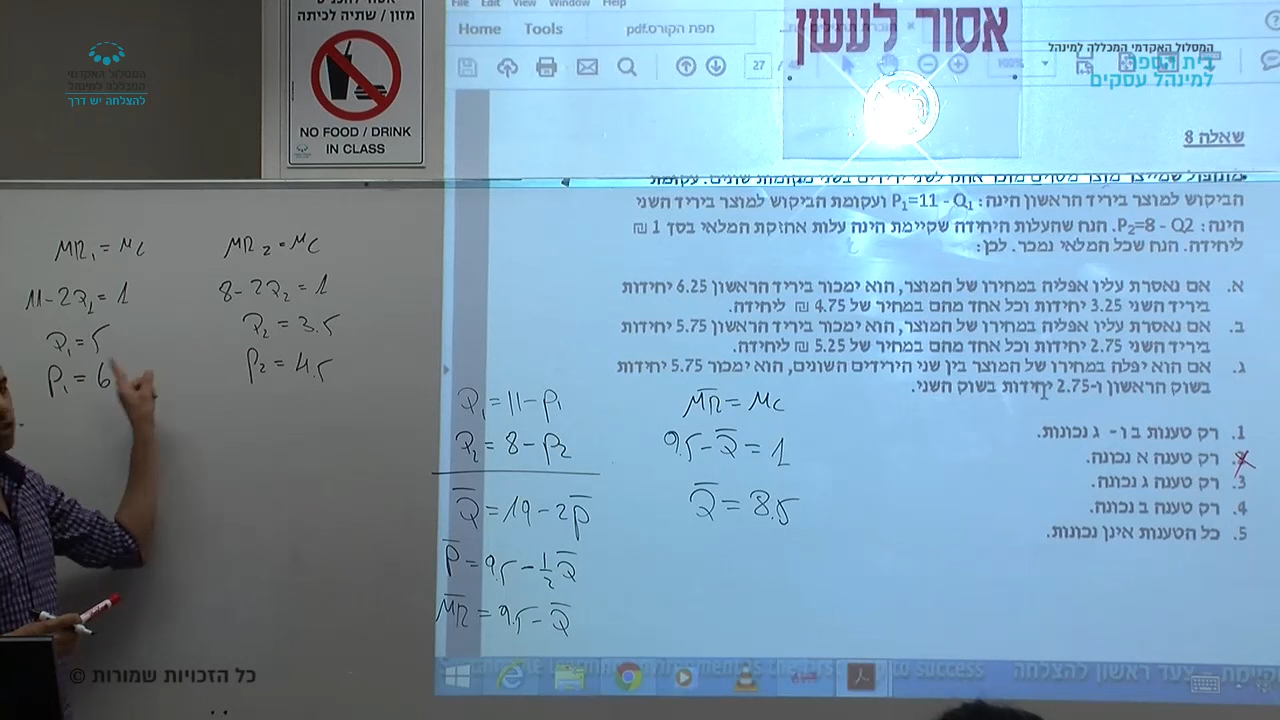 המסלול האקדמי
המכללה למינהל
להצלחה יש דרך
מזון / שתיה לכיתה
NO FOOD / DRINK
IN CLASS
File Edit View Window Help
Home Tools מפת הקורס.pdf
27
אסור לעשן
המסלול האקדמי המכללה למינהל
בית הספר
למינהל עסקים
שאלה 8
הביקוש למוצר ביריד הראשון הינה: P₁=11 - Q₁ ועקומת הביקוש למוצר ביריד השני
הינה: P₂=8 - Q2. הנח שהעלות היחידה שקיימת הינה עלות אחזקת המלאי בסך 1 ₪
ליחידה. הנח שכל המלאי נמכר. לכן:
א. אם נאסרת עליו אפליה במחירו של המוצר, הוא ימכור ביריד הראשון 6.25 יחידות
ביריד השני 3.25 יחידות וכל אחד מהם במחיר של 4.75 ₪ ליחידה.
ב. אם נאסרת עליו אפליה במחירו של המוצר, הוא ימכור ביריד הראשון 5.75 יחידות
ביריד השני 2.75 יחידות וכל אחד מהם במחיר של 5.25 ₪ ליחידה.
ג. אם הוא יפלה במחירו של המוצר בין שני הירידים השונים, הוא ימכור 5.75 יחידות
בשוק הראשון ו-2.75 יחידות בשוק השני.
1. רק טענות ב ו- ג נכונות.
2. רק טענה א נכונה.
3. רק טענה ג נכונה.
4. רק טענה ב נכונה.
5. כל הטענות אינן נכונות.
MR₁ = MC
11 - 2Q₁ = 1
Q₁ = 5
P₁ = 6
MR₂ = MC
8 - 2Q₂ = 1
Q₂ = 3.5
P₂ = 4.5
Q₁ = 11 - P₁
Q₂ = 8 - P₂
Q̅ = 19 - 2P̅
P̅ = 9.5 - ½Q̅
M̅R̅ = 9.5 - Q̅
M̅R̅ = MC
9.5 - Q̅ = 1
Q̅ = 8.5
to success צעד ראשון להצלחה
© כל הזכויות שמורות